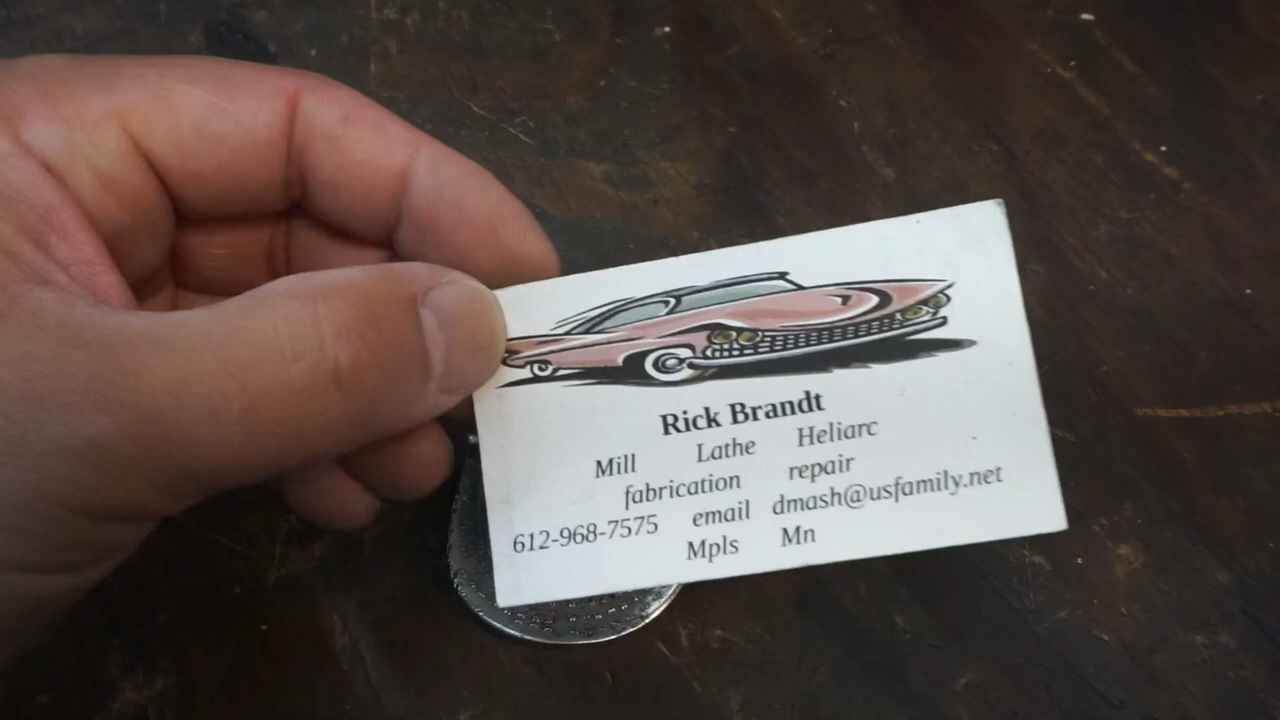 Rick Brandt
Mill Lathe Heliarc
fabrication repair
612-968-7575 email dmash@usfamily.net
Mpls Mn